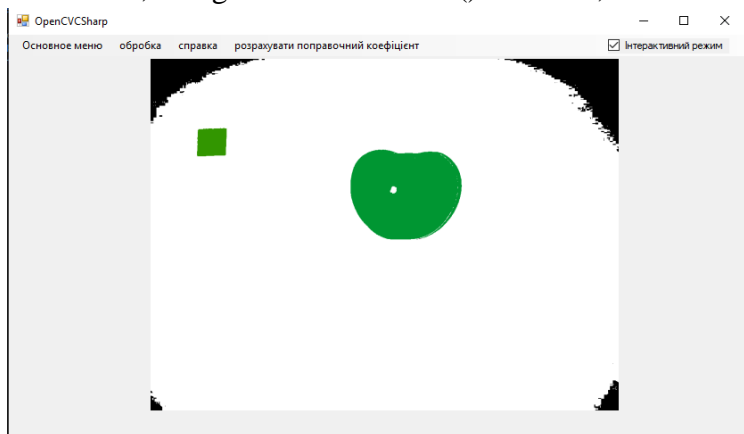 OpenCVCSharp
Основное меню обробка справка розрахувати поправочний коефіцієнт Інтерактивний режим